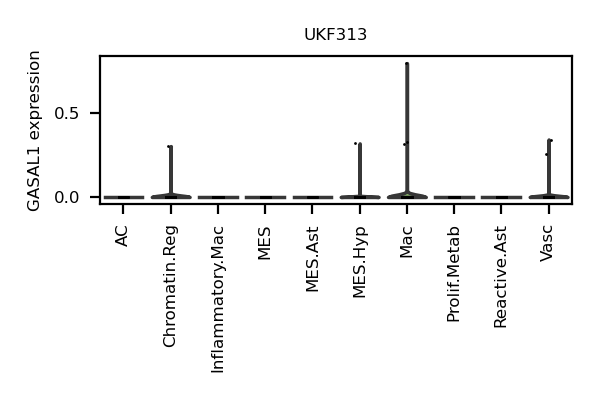 UKF313
GASAL1 expression
0.5
0.0
AC
Chromatin.Reg
Inflammatory.Mac
MES
MES.Ast
MES.Hyp
Mac
Prolif.Metab
Reactive.Ast
Vasc